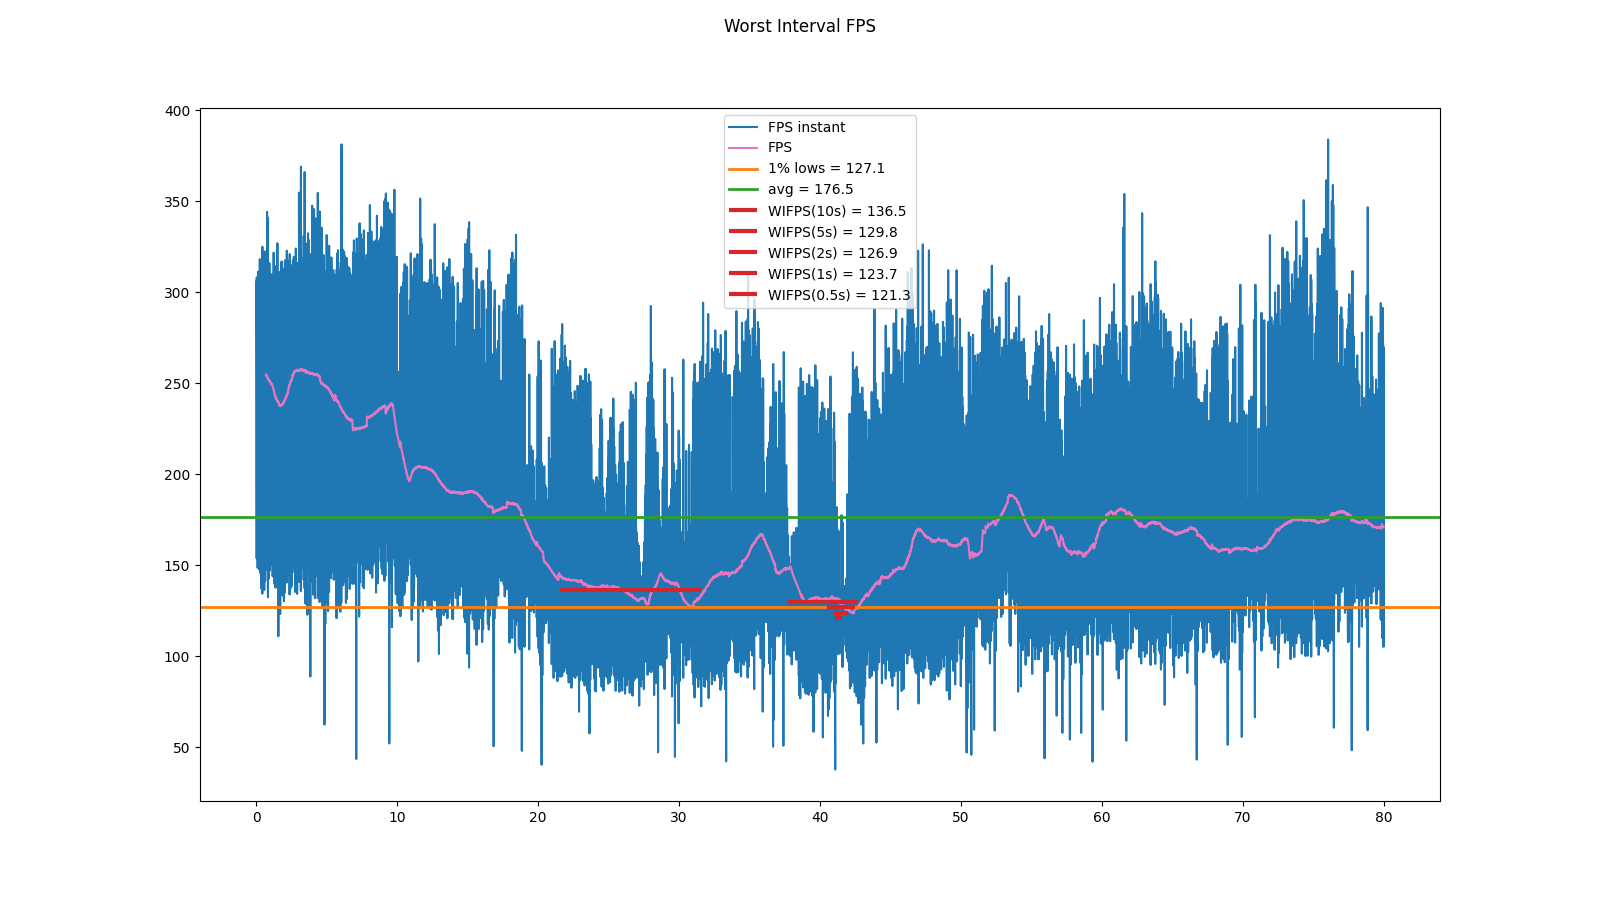 Worst Interval FPS
400
350
300
250
200
150
100
50
FPS instant
FPS
1% lows = 127.1
avg = 176.5
WIFPS(10s) = 136.5
WIFPS(5s) = 129.8
WIFPS(2s) = 126.9
WIFPS(1s) = 123.7
WIFPS(0.5s) = 121.3
0 10 20 30 40 50 60 70 80